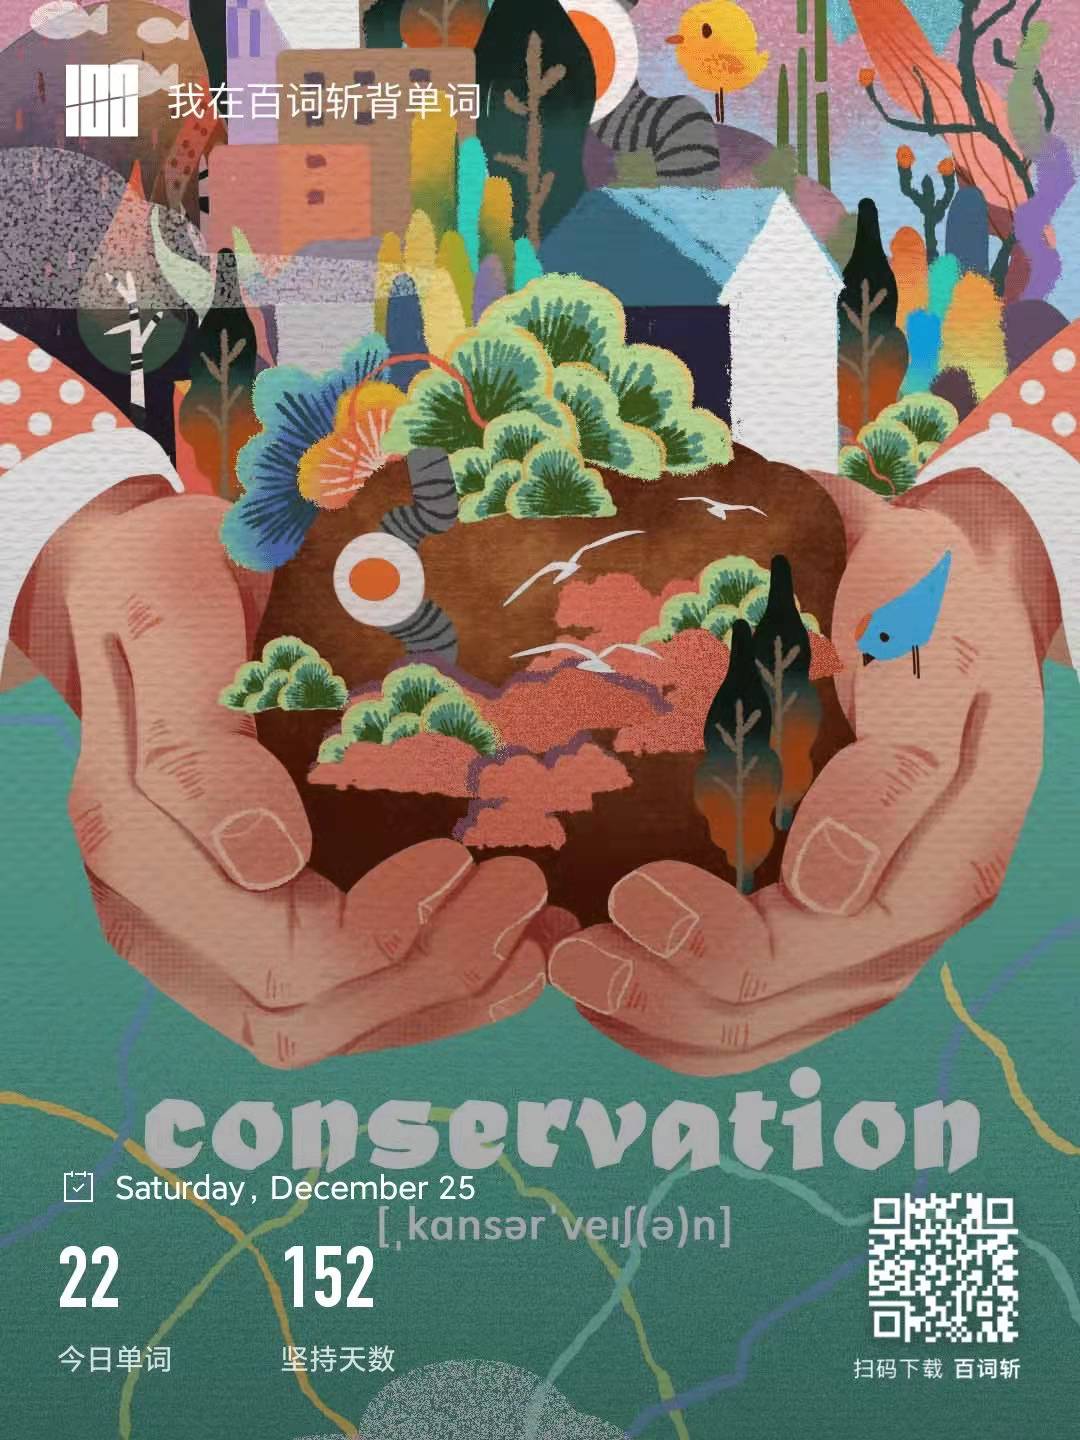 100
我在百词斩背单词
conservation
Saturday, December 25
[ˌkɑnsərˈveɪʃ(ə)n]
22
152
今日单词
坚持天数
扫码下载 百词斩